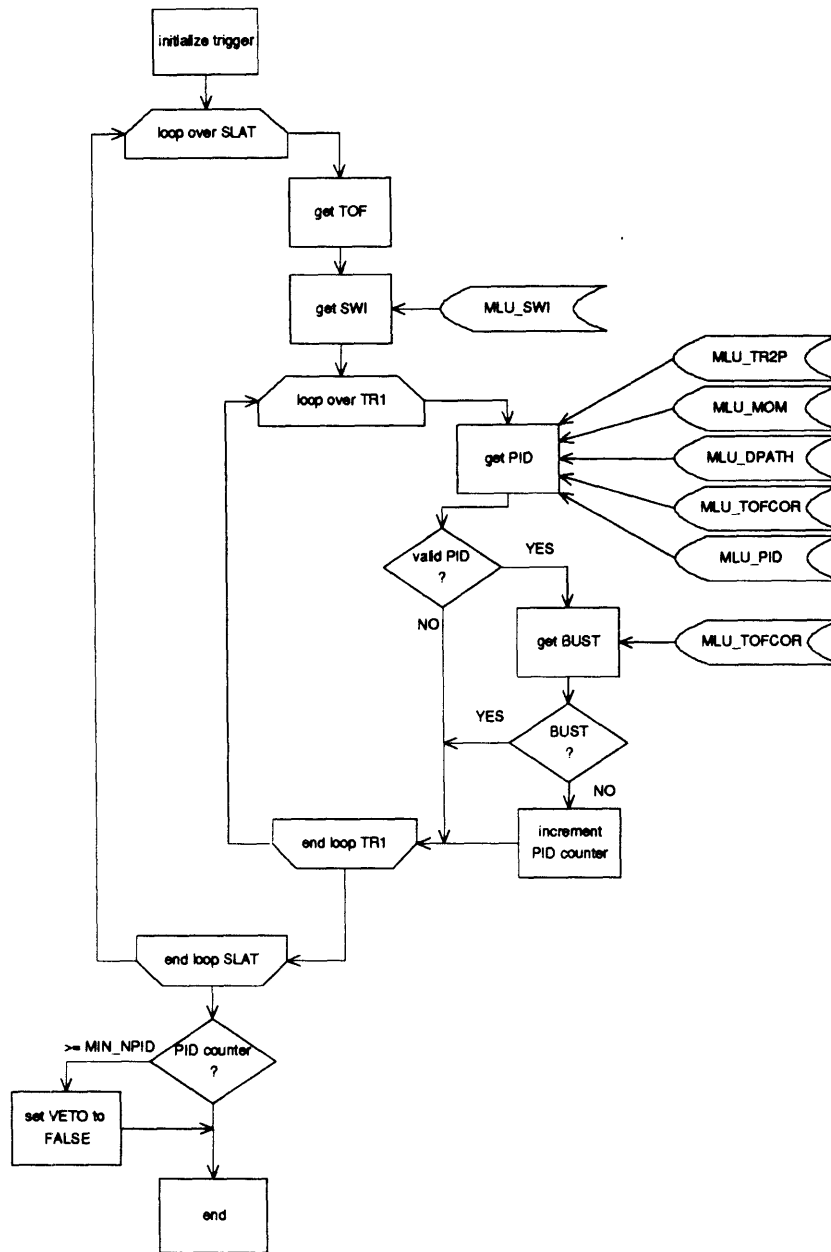 initialize trigger
loop over SLAT
get TOF
get SWI
MLU_SWI
loop over TR1
MLU_TR2P
MLU_MOM
get PID
MLU_DPATH
MLU_TOFCOR
MLU_PID
valid PID
?
YES
NO
get BUST
MLU_TOFCOR
YES
BUST
?
NO
increment
PID counter
end loop TR1
end loop SLAT
>= MIN_NPID
PID counter
?
set VETO to
FALSE
end